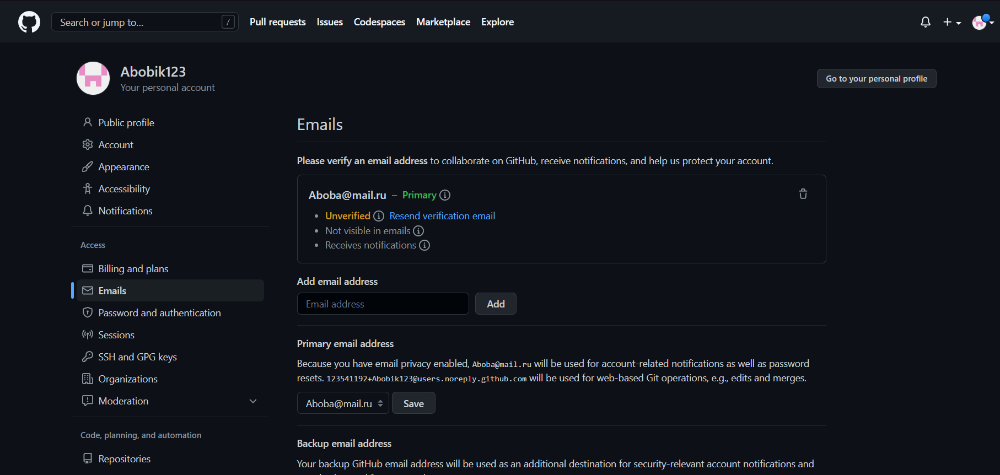 Search or jump to... /
Pull requests
Issues
Codespaces
Marketplace
Explore
Abobik123
Your personal account
Go to your personal profile
Public profile
Account
Appearance
Accessibility
Notifications
Access
Billing and plans
Emails
Password and authentication
Sessions
SSH and GPG keys
Organizations
Moderation
Code, planning, and automation
Repositories
Emails
Please verify an email address to collaborate on GitHub, receive notifications, and help us protect your account.
Aboba@mail.ru – Primary
Unverified Resend verification email
Not visible in emails
Receives notifications
Add email address
Email address
Add
Primary email address
Because you have email privacy enabled, Aboba@mail.ru will be used for account-related notifications as well as password
resets. 123541192+Abobik123@users.noreply.github.com will be used for web-based Git operations, e.g., edits and merges.
Aboba@mail.ru
Save
Backup email address
Your backup GitHub email address will be used as an additional destination for security-relevant account notifications and